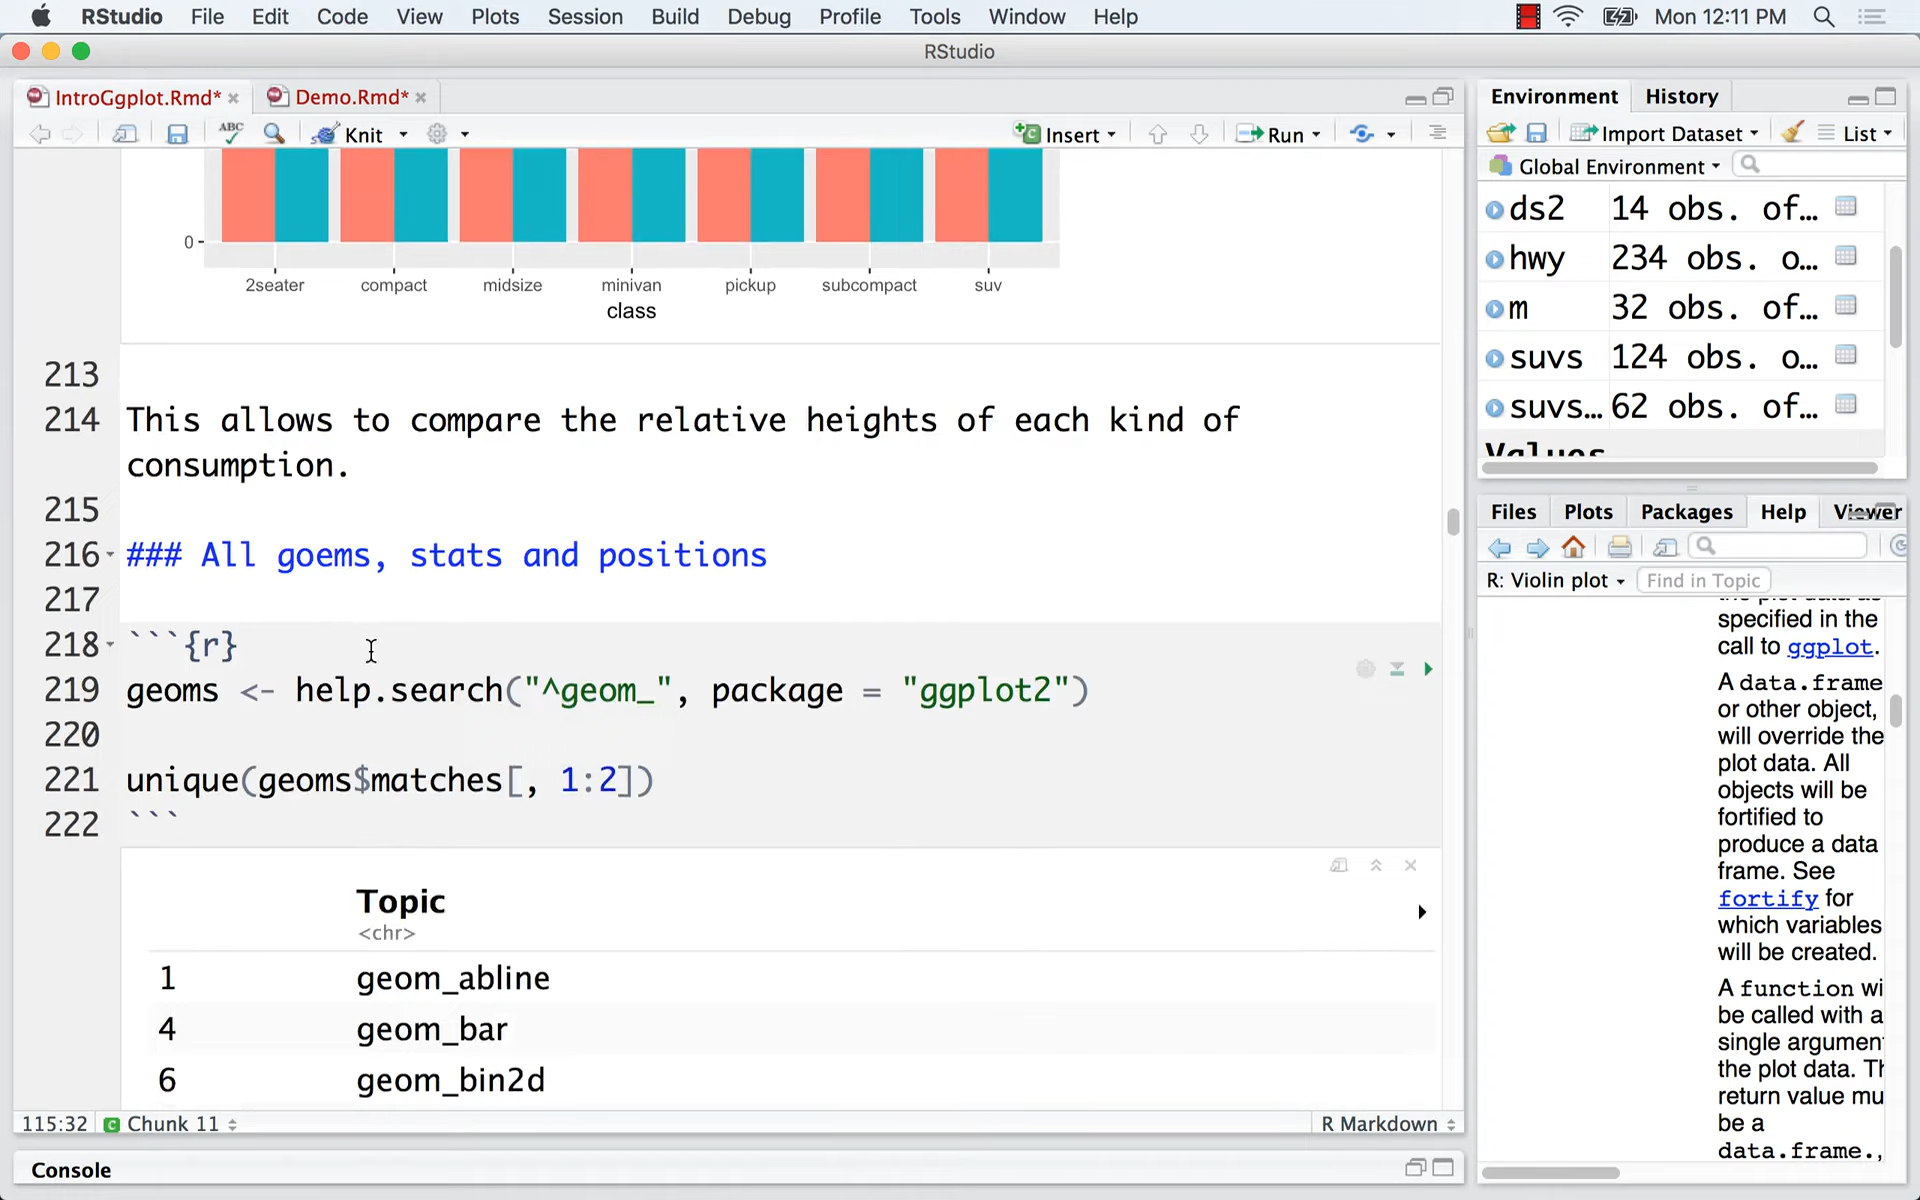 RStudio File Edit Code View Plots Session Build Debug Profile Tools Window Help Mon 12:11 PM
RStudio
IntroGgplot.Rmd* Demo.Rmd*
ABC Knit Insert Run
0
2seater compact midsize minivan pickup subcompact suv
class
213
214 This allows to compare the relative heights of each kind of
consumption.
215
216 ### All goems, stats and positions
217
218 ```{r}
219 geoms <- help.search("^geom_", package = "ggplot2")
220
221 unique(geoms$matches[, 1:2])
222 ```
Topic
<chr>
1 geom_abline
4 geom_bar
6 geom_bin2d
115:32 Chunk 11 R Markdown
Console
Environment History
Import Dataset List
Global Environment
ds2 14 obs. of…
hwy 234 obs. o…
m 32 obs. of…
suvs 124 obs. o…
suvs… 62 obs. of…
Values
Files Plots Packages Help Viewer
R: Violin plot Find in Topic
the plot data as
specified in the
call to ggplot.
A data.frame
or other object,
will override the
plot data. All
objects will be
fortified to
produce a data
frame. See
fortify for
which variables
will be created.
A function wi
be called with a
single argument
the plot data. Th
return value mu
be a
data.frame.,